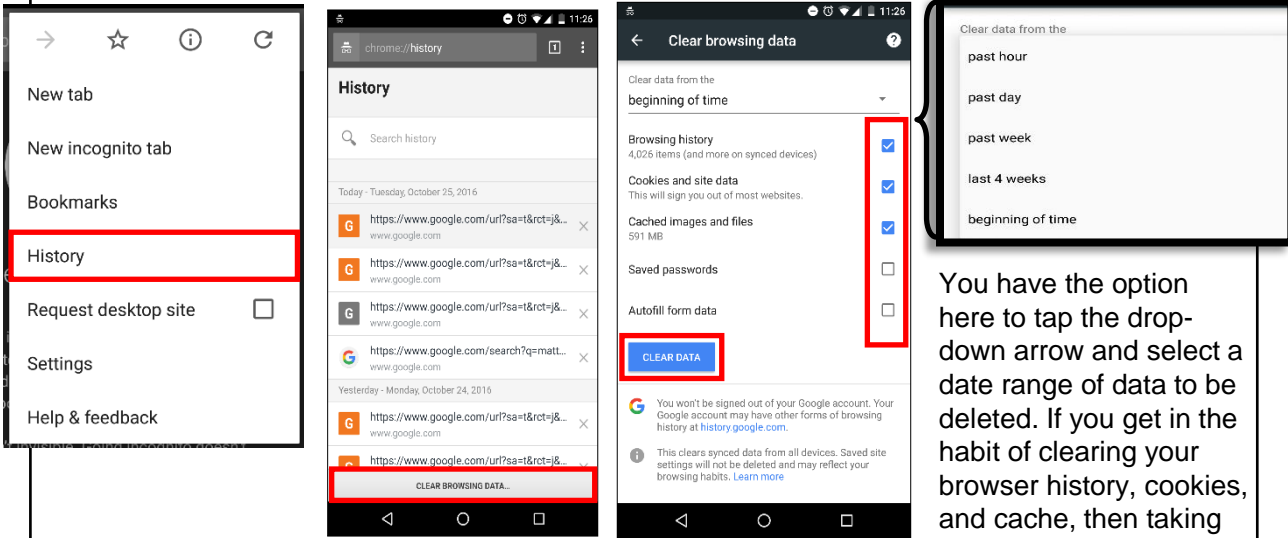 New tab
New incognito tab
Bookmarks
History
Request desktop site
Settings
Help & feedback
11:26
chrome://history
1
History
Search history
Today - Tuesday, October 25, 2016
G
https://www.google.com/url?sa=t&rct=j&...
www.google.com
G
https://www.google.com/url?sa=t&rct=j&...
www.google.com
G
https://www.google.com/url?sa=t&rct=j&...
www.google.com
G
https://www.google.com/search?q=matt...
www.google.com
Yesterday - Monday, October 24, 2016
G
https://www.google.com/url?sa=t&rct=j&...
www.google.com
https://www.google.com/url?sa=t&rct=j&...
CLEAR BROWSING DATA...
11:26
Clear browsing data
?
Clear data from the
beginning of time
Browsing history
4,026 items (and more on synced devices)
Cookies and site data
This will sign you out of most websites.
Cached images and files
591 MB
Saved passwords
Autofill form data
CLEAR DATA
G
You won't be signed out of your Google account. Your
Google account may have other forms of browsing
history at history.google.com.
This clears synced data from all devices. Saved site
settings will not be deleted and may reflect your
browsing habits. Learn more
Clear data from the
past hour
past day
past week
last 4 weeks
beginning of time
You have the option
here to tap the drop-
down arrow and select a
date range of data to be
deleted. If you get in the
habit of clearing your
browser history, cookies,
and cache, then taking